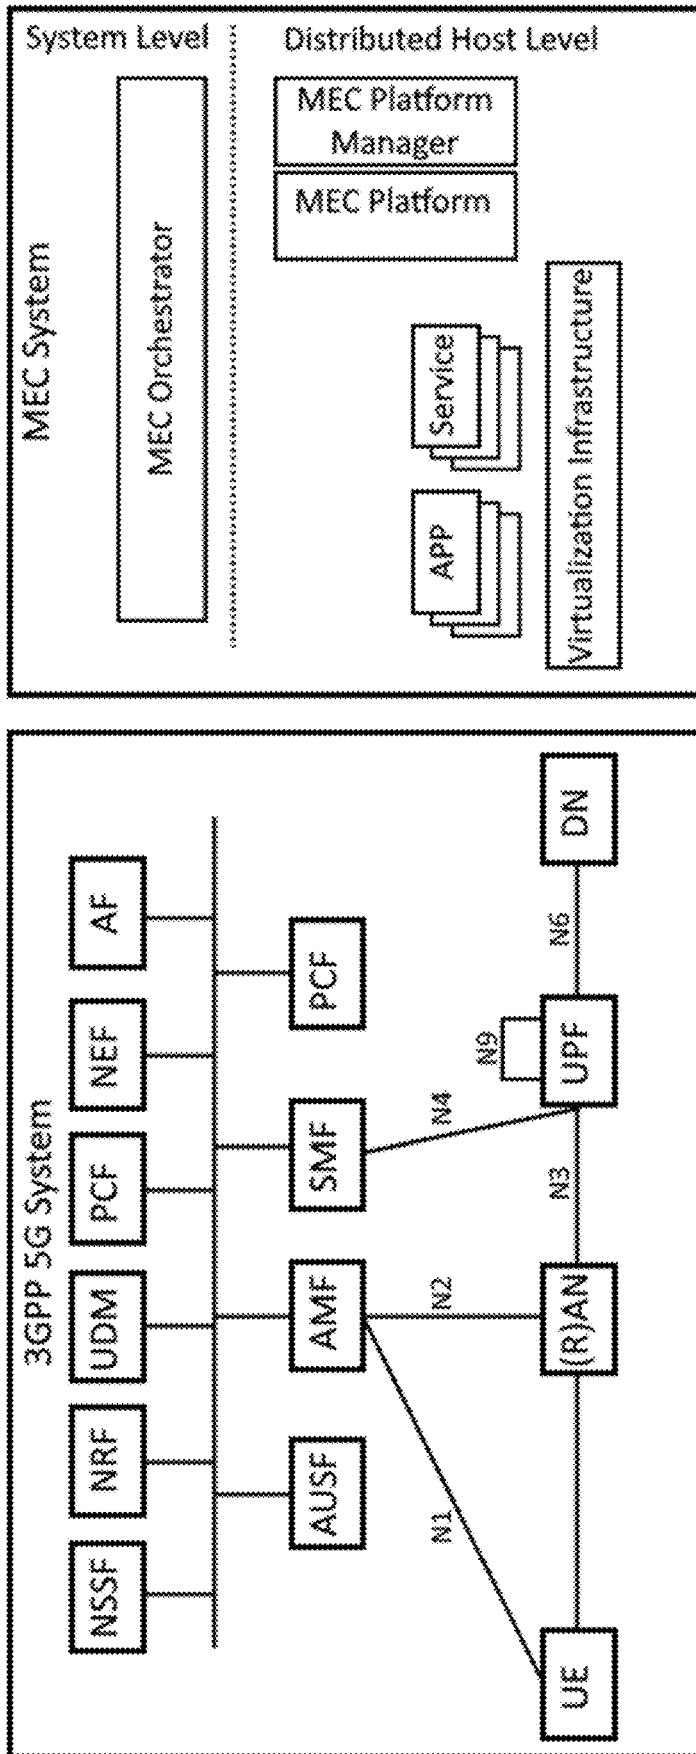 3GPP 5G System
NSSF
NRF
UDM
PCF
NEF
AF
AUSF
AMF
SMF
PCF
N1
N2
N4
N9
UE
(R)AN
N3
UPF
N6
DN
MEC System
System Level
MEC Orchestrator
Distributed Host Level
MEC Platform
Manager
MEC Platform
APP
Service
Virtualization Infrastructure